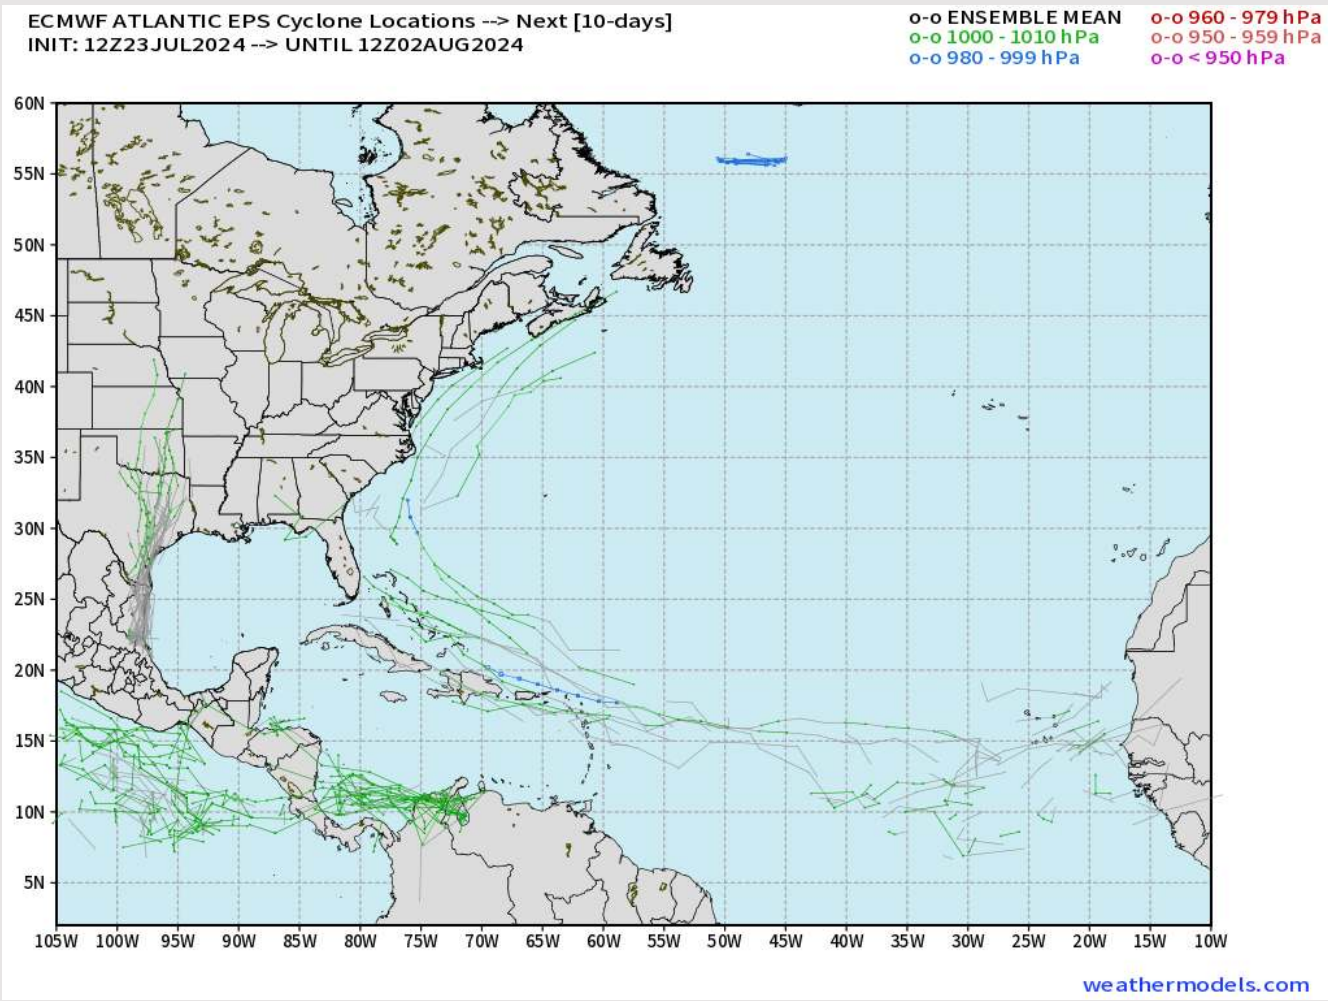 ECMWF ATLANTIC EPS Cyclone Locations --> Next [10-days]
INIT: 12Z23JUL2024 --> UNTIL 12Z02AUG2024
o-o ENSEMBLE MEAN
o-o 1000 - 1010 hPa
o-o 980 - 999 hPa
o-o 960 - 979 hPa
o-o 950 - 959 hPa
o-o < 950 hPa
60N
55N
50N
45N
40N
35N
30N
25N
20N
15N
10N
5N
105W 100W 95W 90W 85W 80W 75W 70W 65W 60W 55W 50W 45W 40W 35W 30W 25W 20W 15W 10W
weathermodels.com